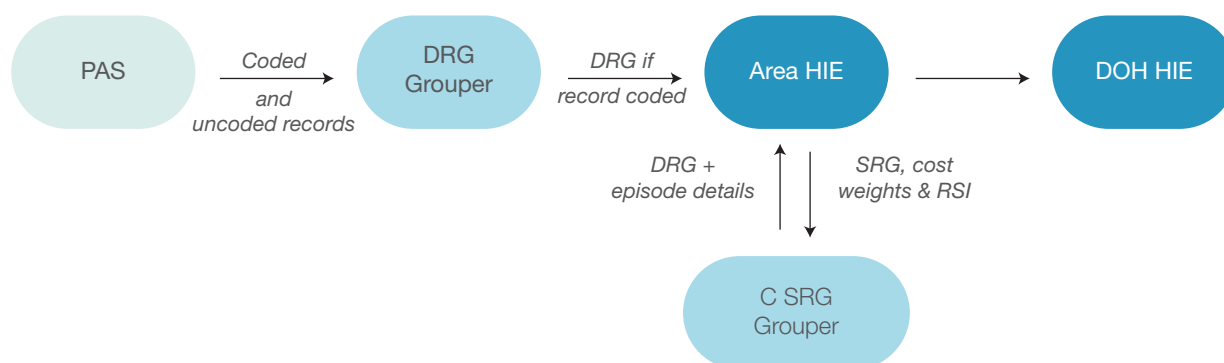 PAS
Coded
and
uncoded records
DRG
Grouper
DRG if
record coded
Area HIE
DOH HIE
DRG +
episode details
SRG, cost
weights & RSI
C SRG
Grouper